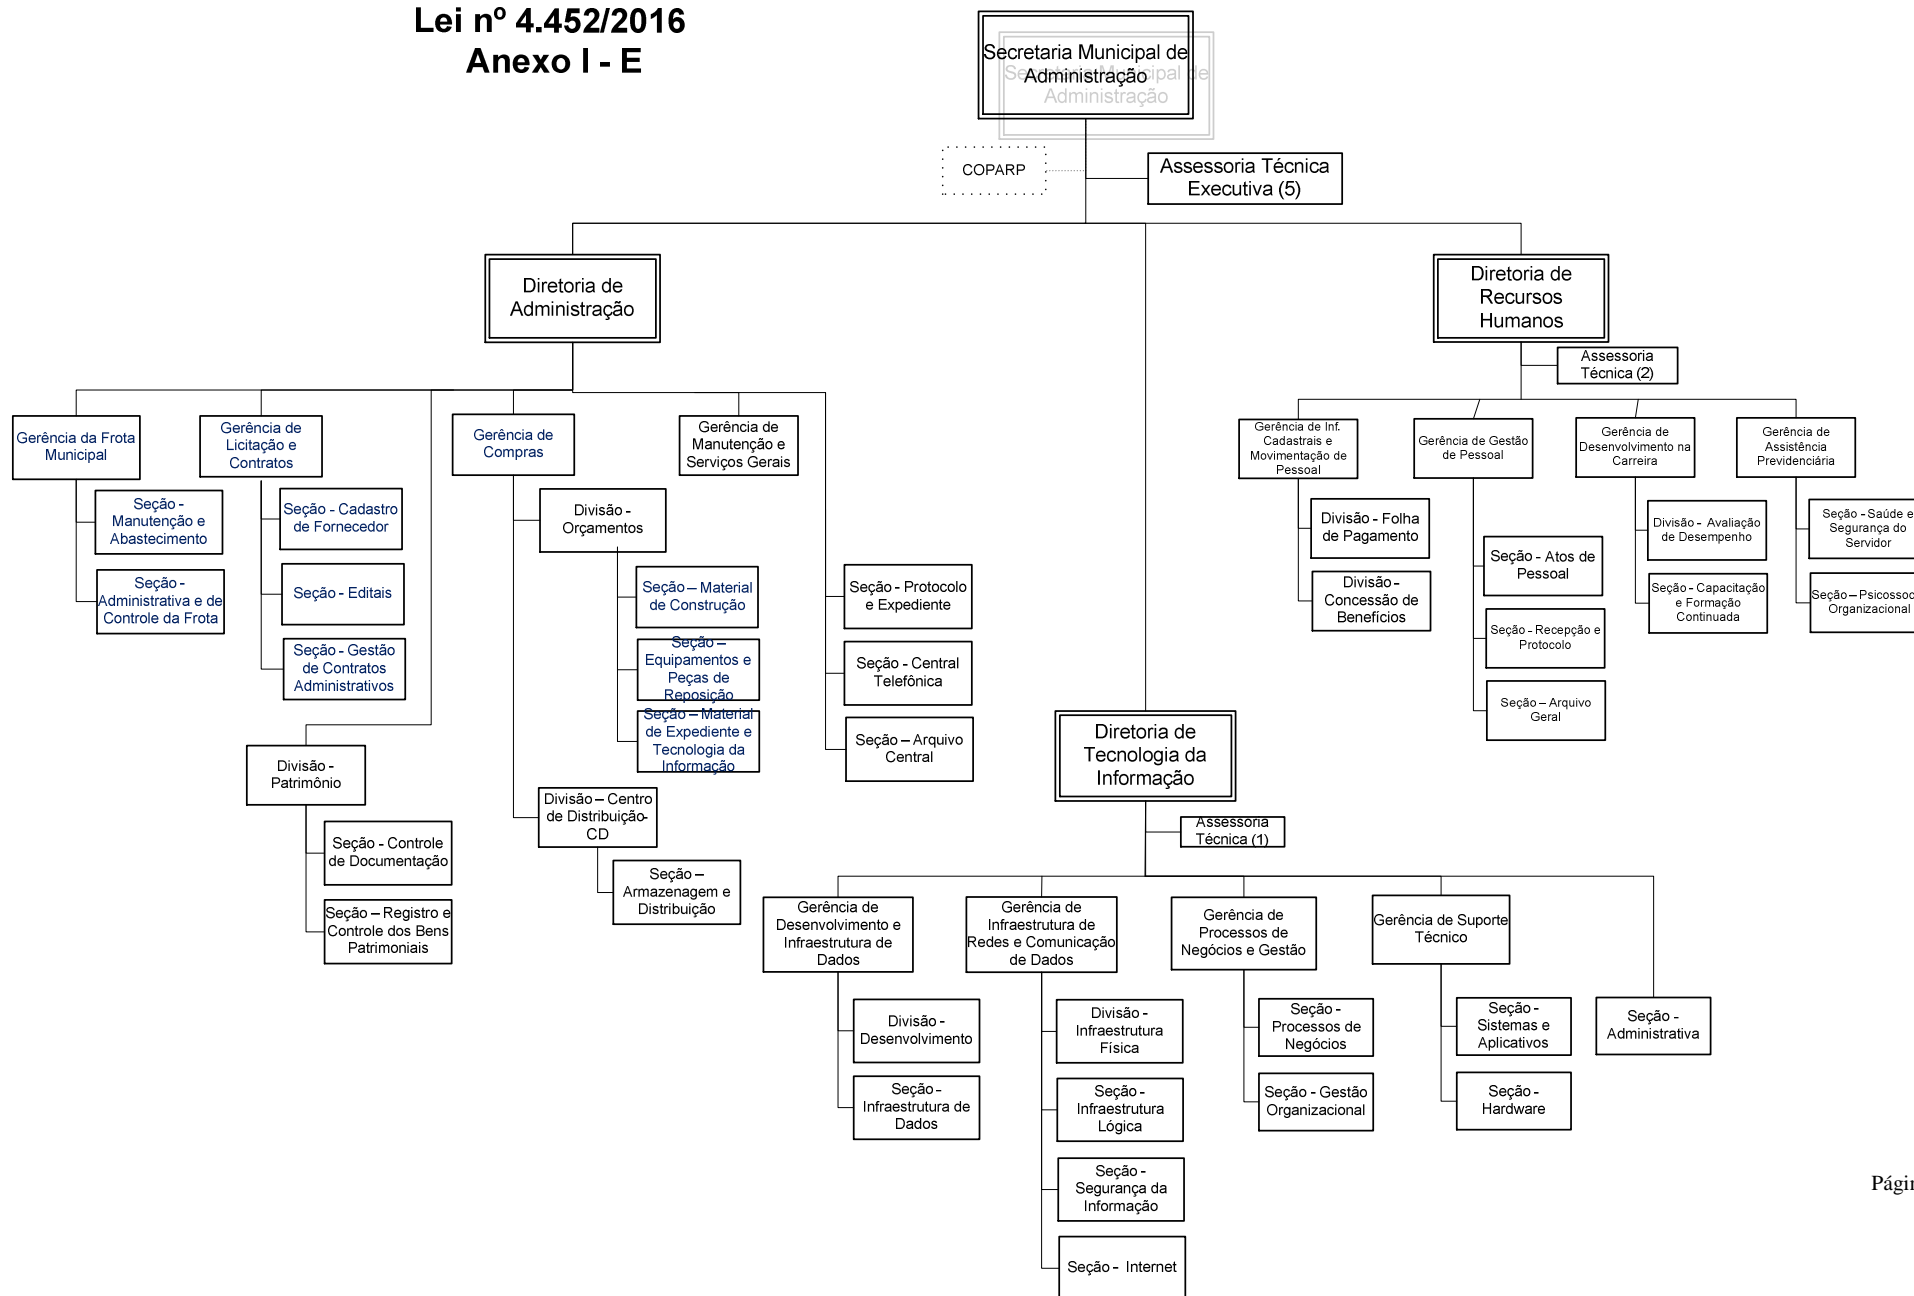 Lei nº 4.452/2016
Anexo I - E
Secretaria Municipal de
Administração
Secretaria Municipal de
Administração
COPARP
Assessoria Técnica
Executiva (5)
Diretoria de
Administração
Diretoria de
Recursos
Humanos
Assessoria
Técnica (2)
Gerência da Frota
Municipal
Gerência de
Licitação e
Contratos
Gerência de
Compras
Gerência de
Manutenção e
Serviços Gerais
Gerência de Inf.
Cadastrais e
Movimentação de
Pessoal
Gerência de Gestão
de Pessoal
Gerência de
Desenvolvimento na
Carreira
Gerência de
Assistência
Previdenciária
Seção -
Manutenção e
Abastecimento
Seção -
Administrativa e de
Controle da Frota
Seção - Cadastro
de Fornecedor
Seção - Editais
Seção - Gestão
de Contratos
Administrativos
Divisão -
Orçamentos
Seção – Material
de Construção
Seção –
Equipamentos e
Peças de
Reposição
Seção – Material
de Expediente e
Tecnologia da
Informação
Seção - Protocolo
e Expediente
Seção - Central
Telefônica
Seção – Arquivo
Central
Divisão - Folha
de Pagamento
Divisão -
Concessão de
Benefícios
Seção - Atos de
Pessoal
Seção - Recepção e
Protocolo
Seção – Arquivo
Geral
Divisão - Avaliação
de Desempenho
Seção - Capacitação
e Formação
Continuada
Seção - Saúde e
Segurança do
Servidor
Seção – Psicossoc
Organizacional
Divisão -
Patrimônio
Seção - Controle
de Documentação
Seção – Registro e
Controle dos Bens
Patrimoniais
Divisão – Centro
de Distribuição-
CD
Seção –
Armazenagem e
Distribuição
Diretoria de
Tecnologia da
Informação
Assessoria
Técnica (1)
Gerência de
Desenvolvimento e
Infraestrutura de
Dados
Gerência de
Infraestrutura de
Redes e Comunicação
de Dados
Gerência de
Processos de
Negócios e Gestão
Gerência de Suporte
Técnico
Divisão -
Desenvolvimento
Seção -
Infraestrutura de
Dados
Divisão -
Infraestrutura
Física
Seção -
Infraestrutura
Lógica
Seção -
Segurança da
Informação
Seção - Internet
Seção -
Processos de
Negócios
Seção - Gestão
Organizacional
Seção -
Sistemas e
Aplicativos
Seção -
Hardware
Seção -
Administrativa
Págin